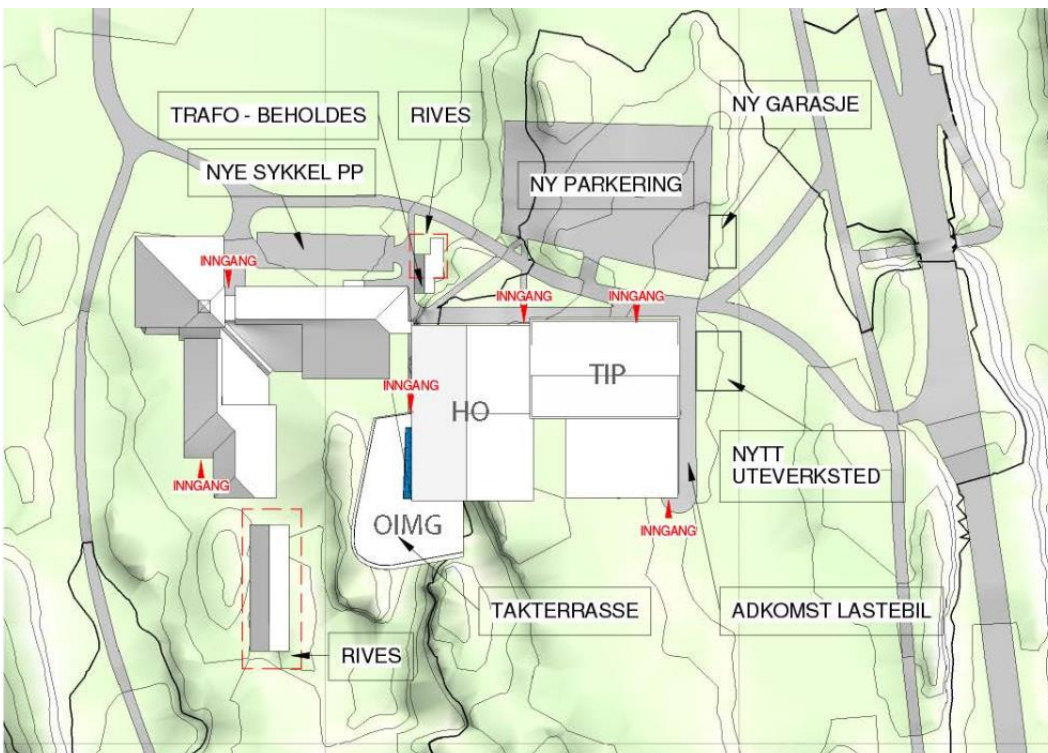 TRAFO - BEHOLDES
RIVES
NY GARASJE
NYE SYKKEL PP
NY PARKERING
INNGANG
INNGANG
INNGANG
INNGANG
TIP
HO
INNGANG
NYTT
UTEVERKSTED
OIMG
INNGANG
TAKTERRASSE
ADKOMST LASTEBIL
RIVES